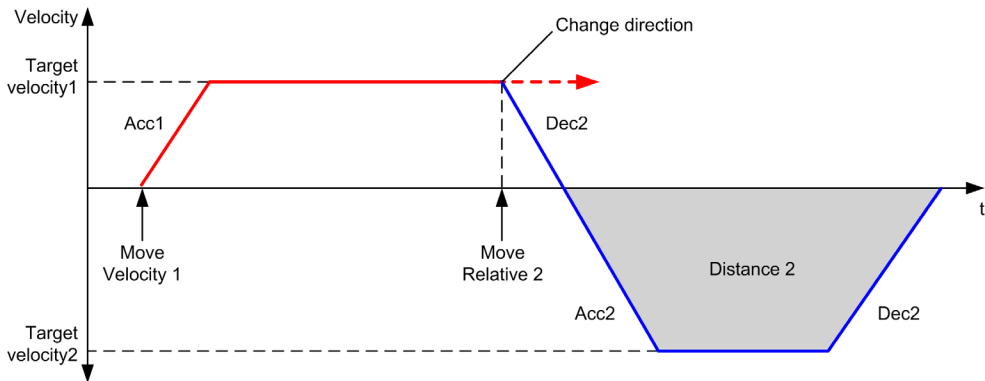 Velocity
Change direction
Target
velocity1
Acc1
Dec2
t
Move
Velocity 1
Move
Relative 2
Distance 2
Acc2
Dec2
Target
velocity2